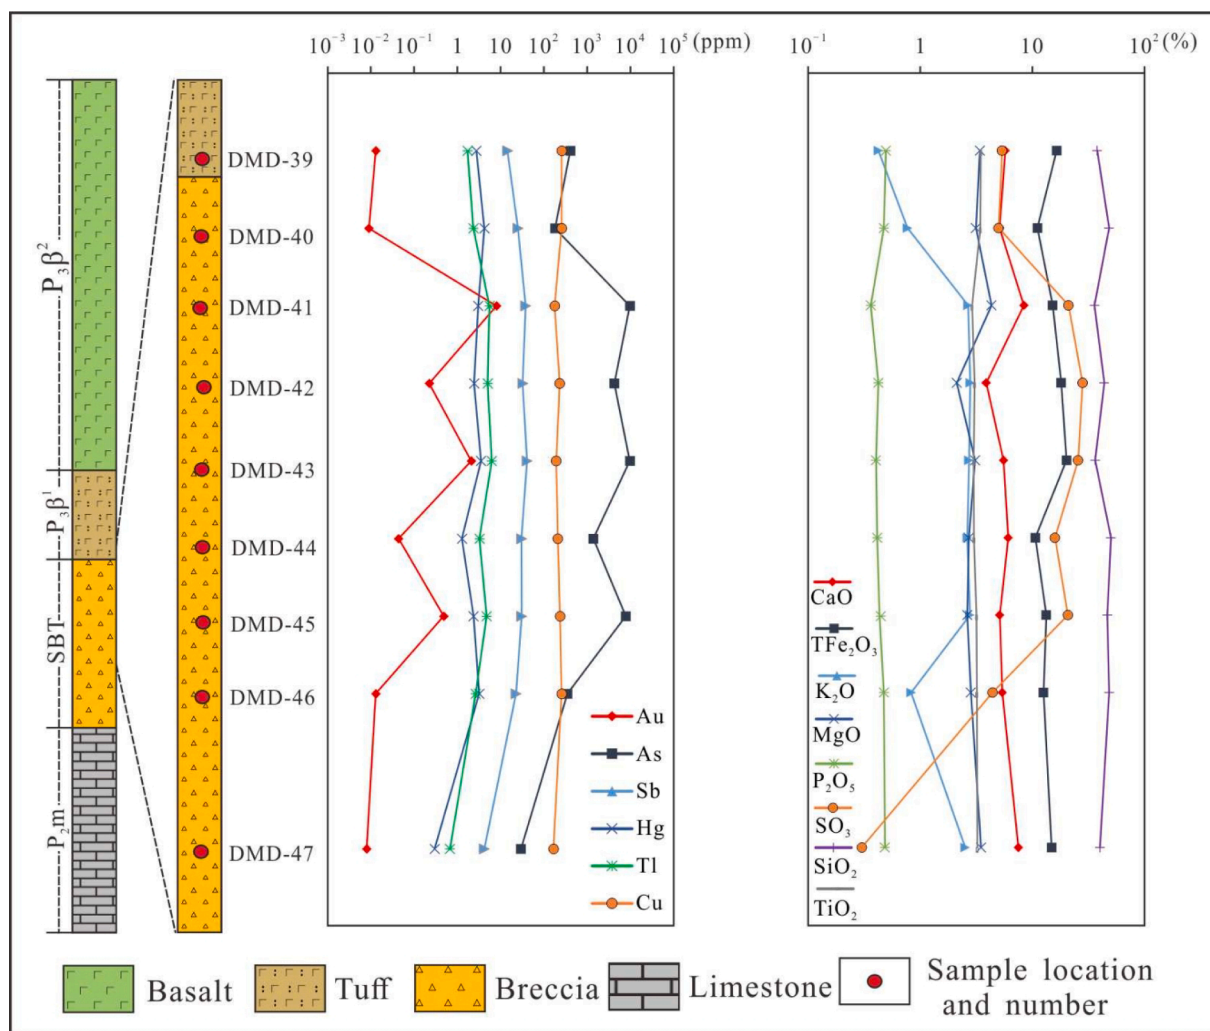 10⁻³ 10⁻² 10⁻¹ 1 10 10² 10³ 10⁴ 10⁵ (ppm)
10⁻¹ 1 10 10² (%)
P₃β²
P₃β¹
SBT
P₂m
DMD-39
DMD-40
DMD-41
DMD-42
DMD-43
DMD-44
DMD-45
DMD-46
DMD-47
Au
As
Sb
Hg
Tl
Cu
CaO
TFe₂O₃
K₂O
MgO
P₂O₅
SO₃
SiO₂
TiO₂
Basalt
Tuff
Breccia
Limestone
Sample location
and number